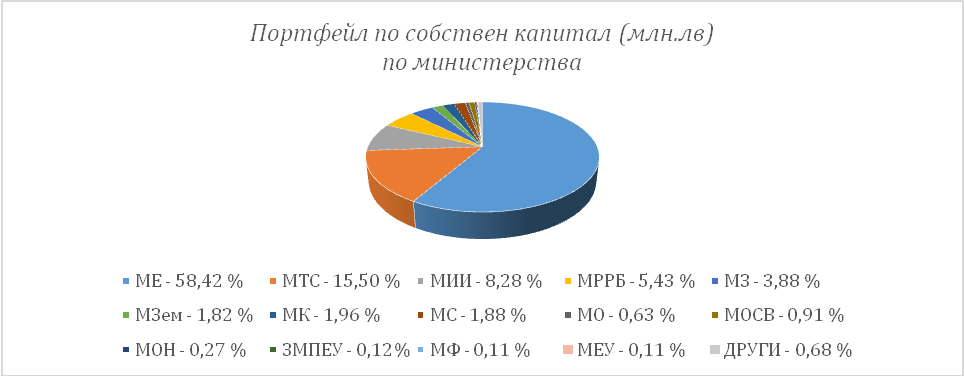 Портфейл по собствен капитал (млн.лв)
по министерства
МЕ - 58,42 % МТС - 15,50 % МИИ - 8,28 % МРРБ - 5,43 % МЗ - 3,88 %
МЗем - 1,82 % МК - 1,96 % МС - 1,88 % МО - 0,63 % МОСВ - 0,91 %
МОН - 0,27 % ЗМПЕУ - 0,12% МФ - 0,11 % МЕУ - 0,11 % ДРУГИ - 0,68 %